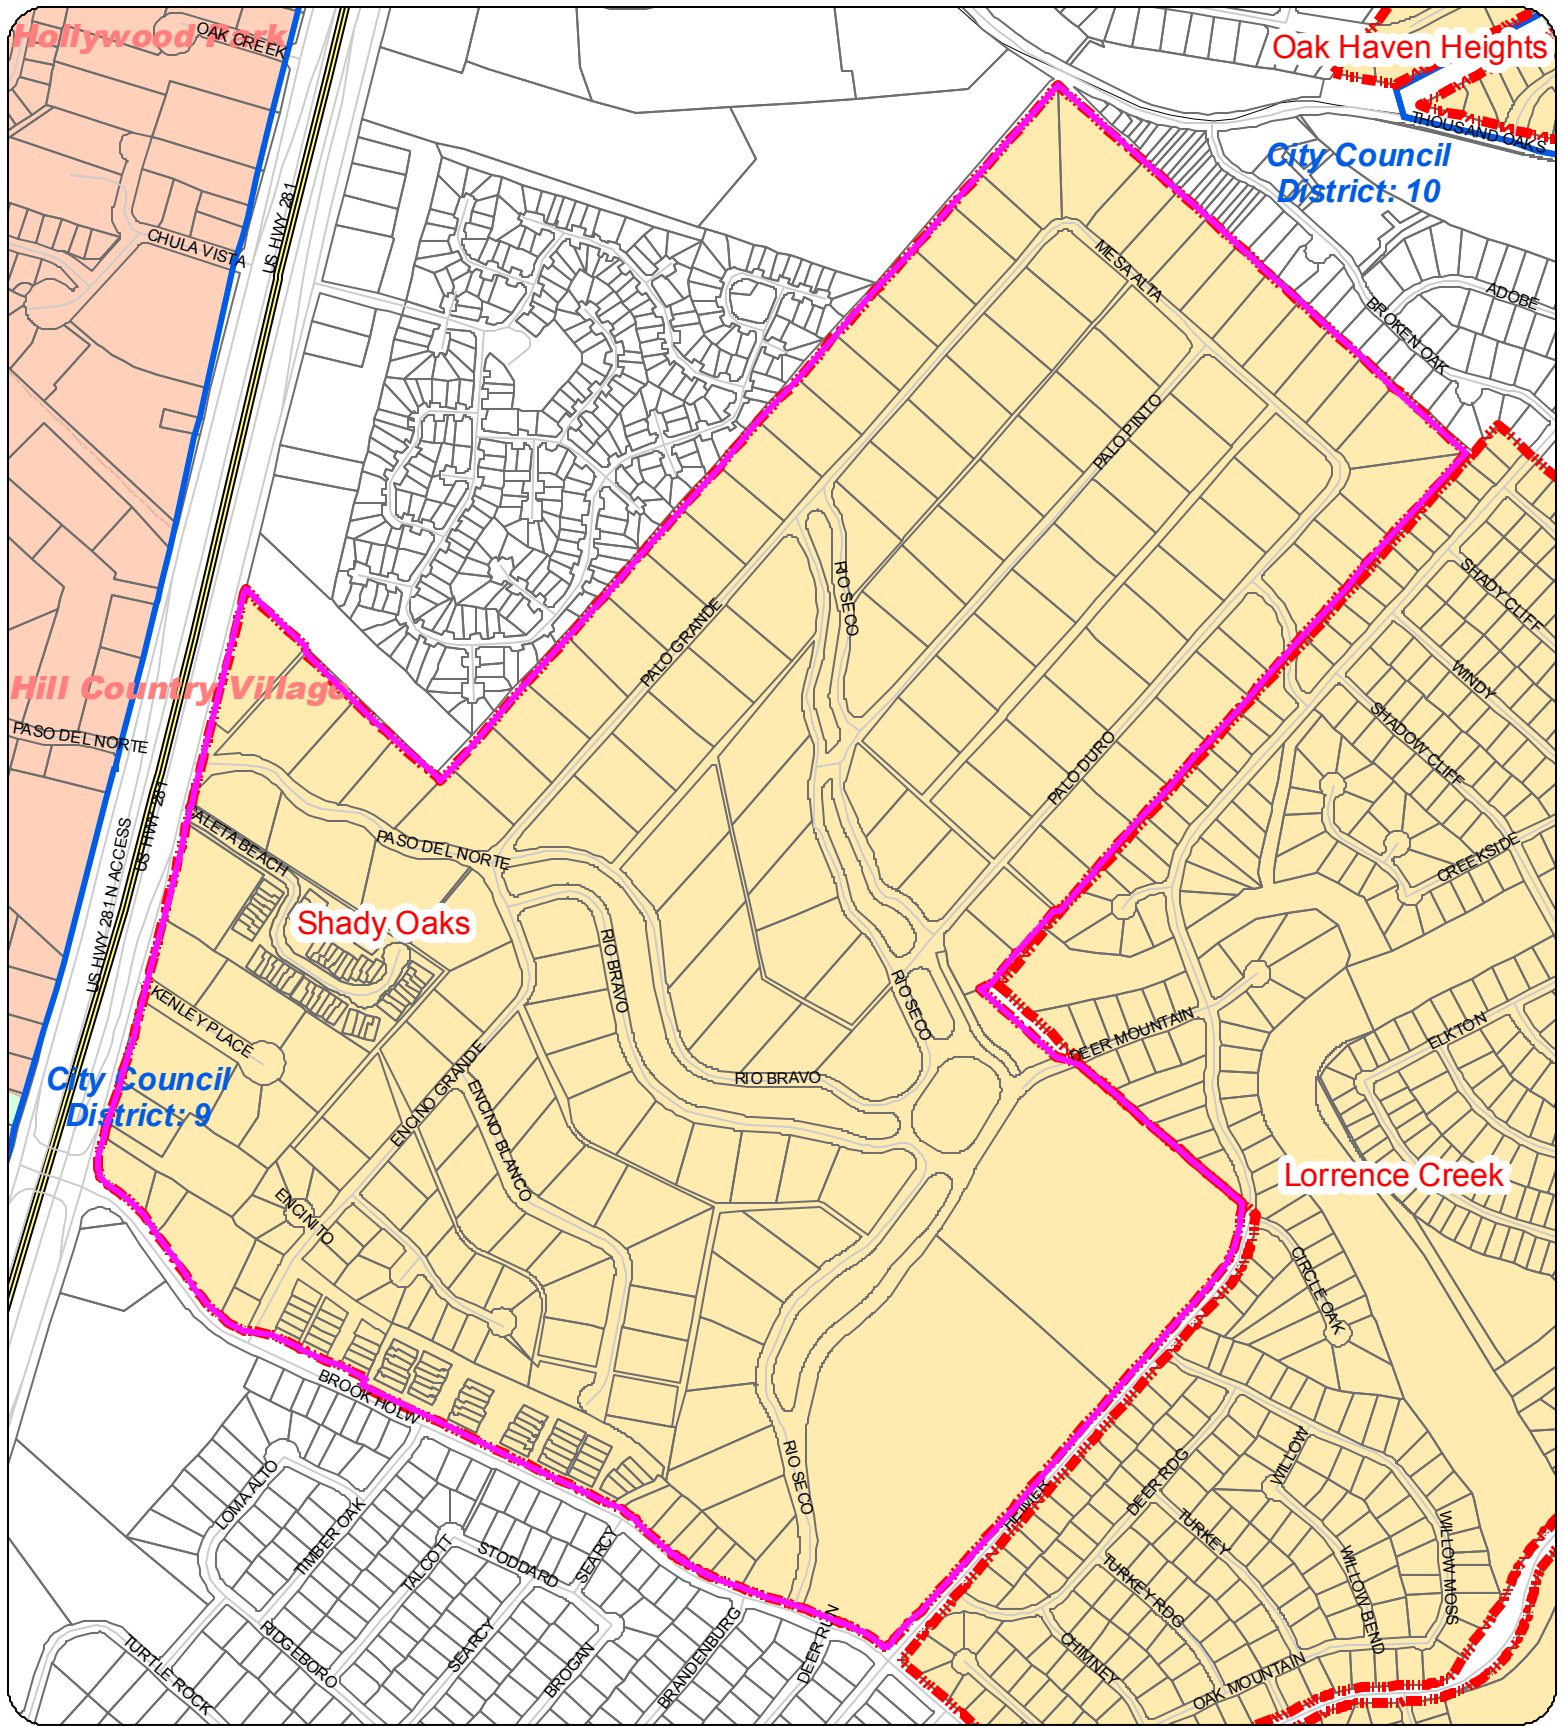 Hollywood Park
OAK CREEK
Oak Haven Heights
THOUSAND OAKS
City Council
District: 10
US HWY 281
CHULA VISTA
MESA ALTA
ADOBE
BROKEN OAK
PALO PINTO
RIO SECO
SHADY CLIFF
PALO GRANDE
WINDY
Hill Country Village
SHADOW CLIFF
PASO DEL NORTE
PALO DURO
US HWY 281
US HWY 281 N ACCESS
PASO DEL NORTE
CREEKSIDE
Shady Oaks
RIO BRAVO
RIO SECO
KENLEY PLACE
DEER MOUNTAIN
ELKTON
City Council
District: 9
ENCINO GRANDE
RIO BRAVO
ENCINO BLANCO
Lorrence Creek
ENCINITO
CIRCLE OAK
BROOK HOLW
RIO SECO
HEIMER
DEER RDG
WILLOW
LOMA ALTO
TIMBER OAK
TALCOTT
STODDARD
SEARCY
TURKEY
WILLOW MOSS
WILLOW BEND
TURKEY RDG
TURTLE ROCK
RIDGEBORO
SEARCY
BROGAN
BRANDENBURG
DEER RUN
CHIMNEY
OAK MOUNTAIN